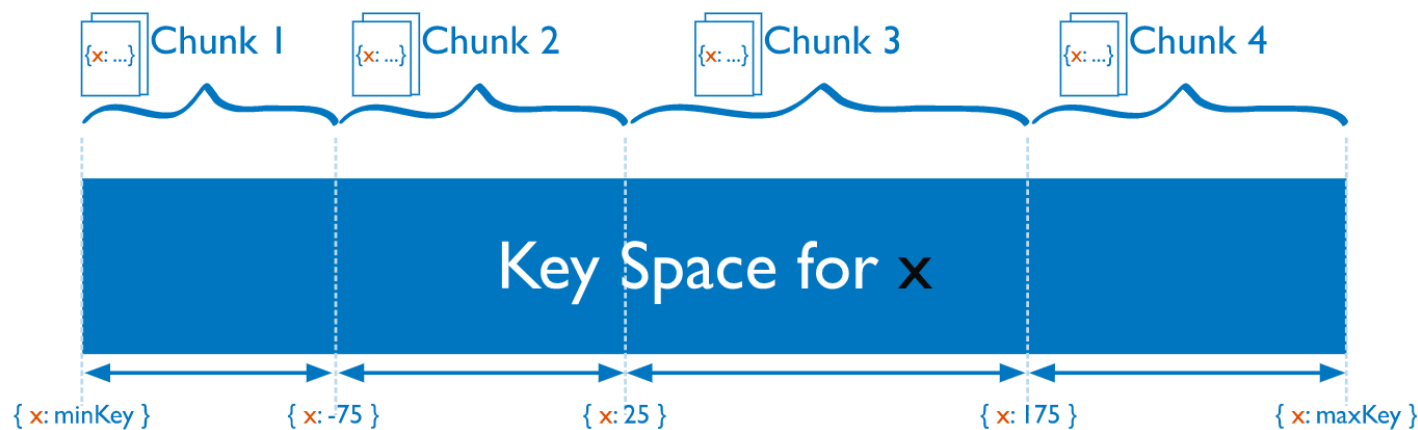 {x: ...} Chunk 1
{x: ...} Chunk 2
{x: ...} Chunk 3
{x: ...} Chunk 4
Key Space for x
{ x: minKey }
{ x: -75 }
{ x: 25 }
{ x: 175 }
{ x: maxKey }